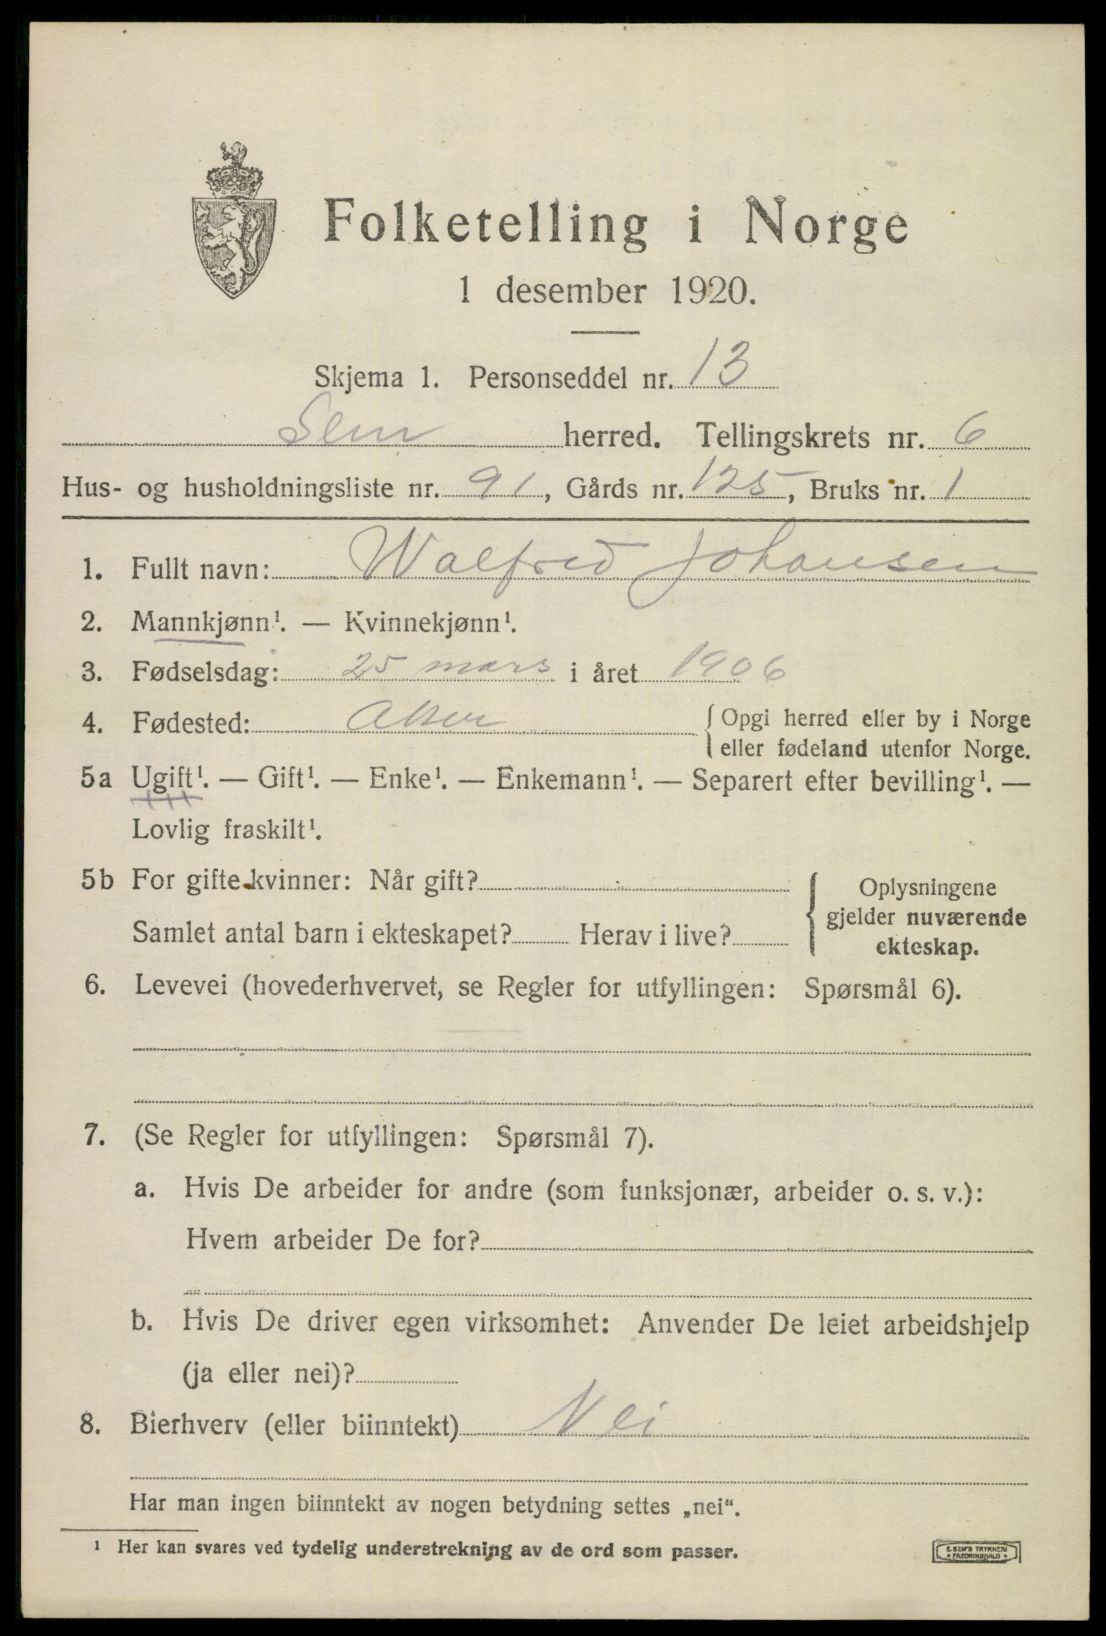 Folketelling i Norge
1 desember 1920.
Skjema 1. Personseddel nr. 13
Sem herred. Tellingskrets nr. 6
Hus- og husholdningsliste nr. 91, Gårds nr. 125, Bruks nr. 1
1. Fullt navn: Walfred Johansen
2. Mannkjønn¹. — Kvinnekjønn¹.
3. Fødselsdag: 25 mars i året 1906
4. Fødested: Aker
Opgi herred eller by i Norge
eller fødeland utenfor Norge.
5a Ugift¹. — Gift¹. — Enke¹. — Enkemann¹. — Separert efter bevilling¹. —
Lovlig fraskilt¹.
5b For gifte kvinner: Når gift?
Samlet antal barn i ekteskapet? Herav i live?
Oplysningene
gjelder nuværende
ekteskap.
6. Levevei (hovederhvervet, se Regler for utfyllingen: Spørsmål 6).
7. (Se Regler for utfyllingen: Spørsmål 7).
a. Hvis De arbeider for andre (som funksjonær, arbeider o. s. v.):
Hvem arbeider De for?
b. Hvis De driver egen virksomhet: Anvender De leiet arbeidshjelp
(ja eller nei)?
8. Bierhverv (eller biinntekt) Nei
Har man ingen biinntekt av nogen betydning settes „nei“.
¹ Her kan svares ved tydelig understrekning av de ord som passer.
E. SEM'S TRYKKERI
FREDRIKSHALD